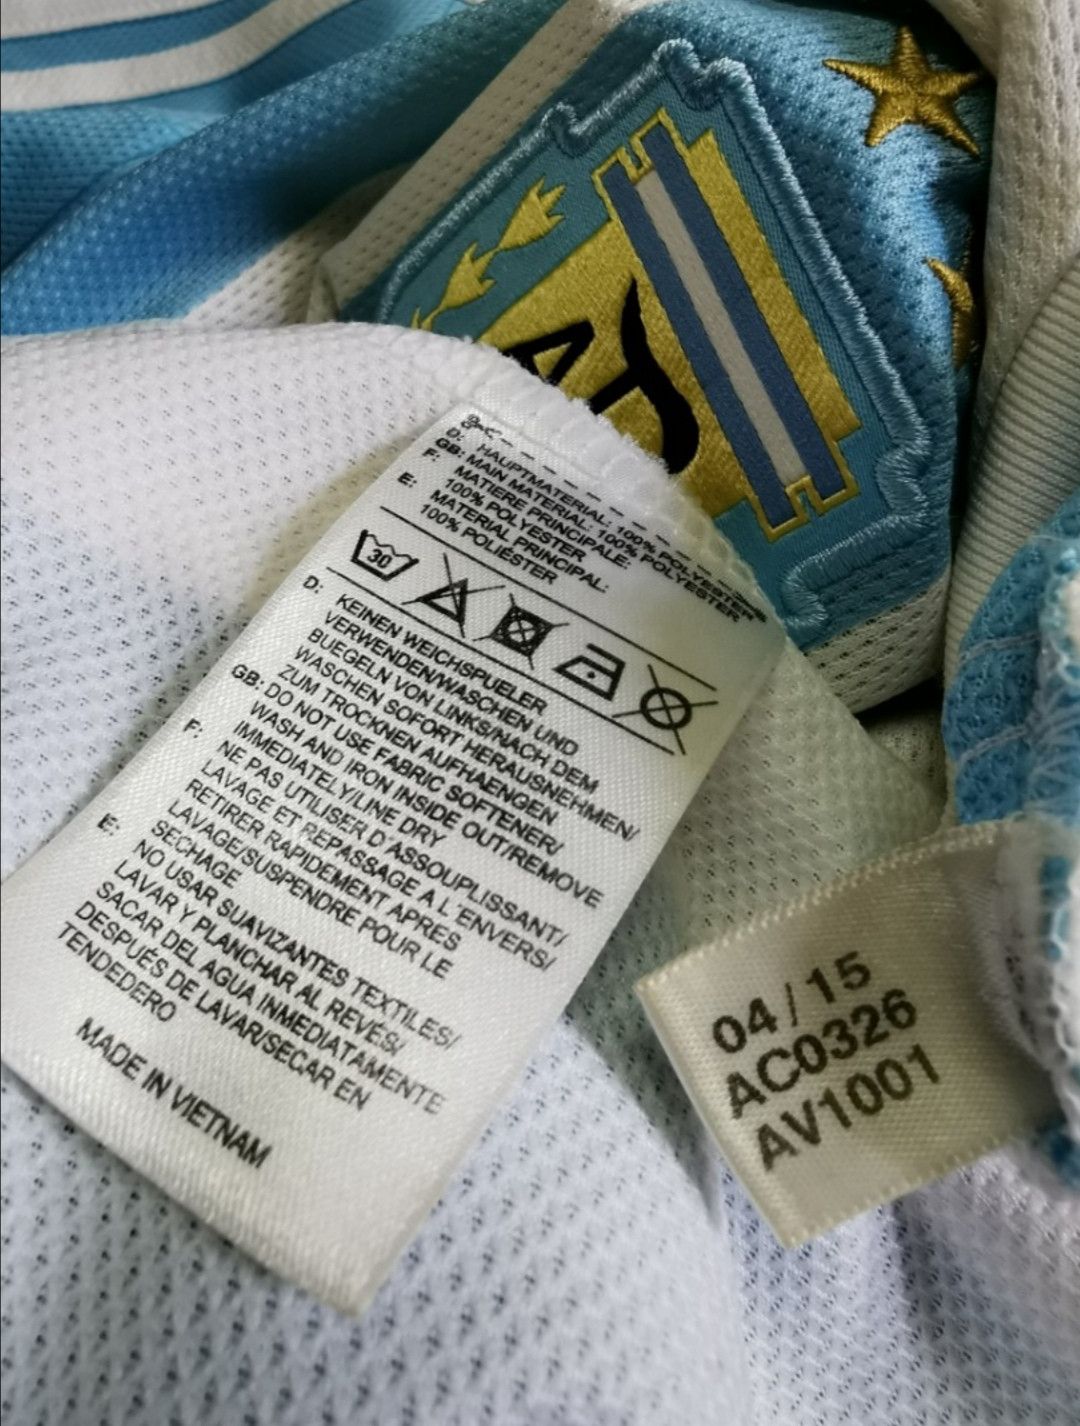 AFA
D: HAUPTMATERIAL: 100% POLYESTER
GB: MAIN MATERIAL: 100% POLYESTER
F: MATIERE PRINCIPALE:
100% POLYESTER
E: MATERIAL PRINCIPAL:
100% POLIÉSTER
30
D: KEINEN WEICHSPUELER
VERWENDEN/WASCHEN UND
BUEGELN VON LINKS/NACH DEM
WASCHEN SOFORT HERAUSNEHMEN/
ZUM TROCKNEN AUFHAENGEN
GB: DO NOT USE FABRIC SOFTENER/
WASH AND IRON INSIDE OUT/REMOVE
IMMEDIATELY/LINE DRY
F: NE PAS UTILISER D'ASSOUPLISSANT/
LAVAGE ET REPASSAGE A L'ENVERS/
RETIRER RAPIDEMENT APRES
LAVAGE/SUSPENDRE POUR LE
SECHAGE
E: NO USAR SUAVIZANTES TEXTILES/
LAVAR Y PLANCHAR AL REVÉS/
SACAR DEL AGUA INMEDIATAMENTE
DESPUÉS DE LAVAR/SECAR EN
TENDEDERO
MADE IN VIETNAM
04/15
AC0326
AV1001